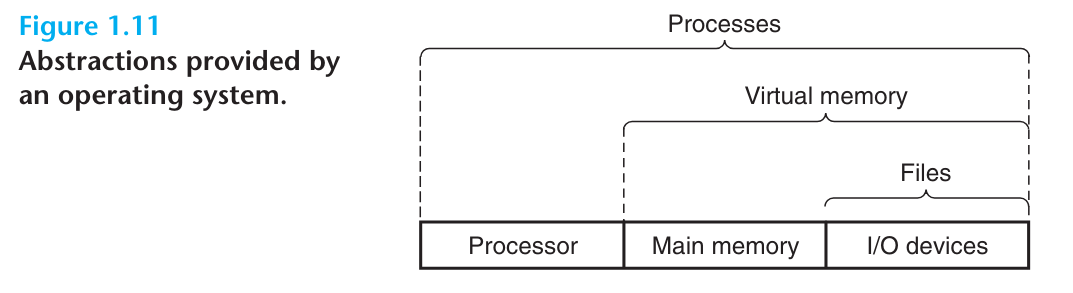 Figure 1.11
Abstractions provided by
an operating system.
Processes
Virtual memory
Files
Processor
Main memory
I/O devices